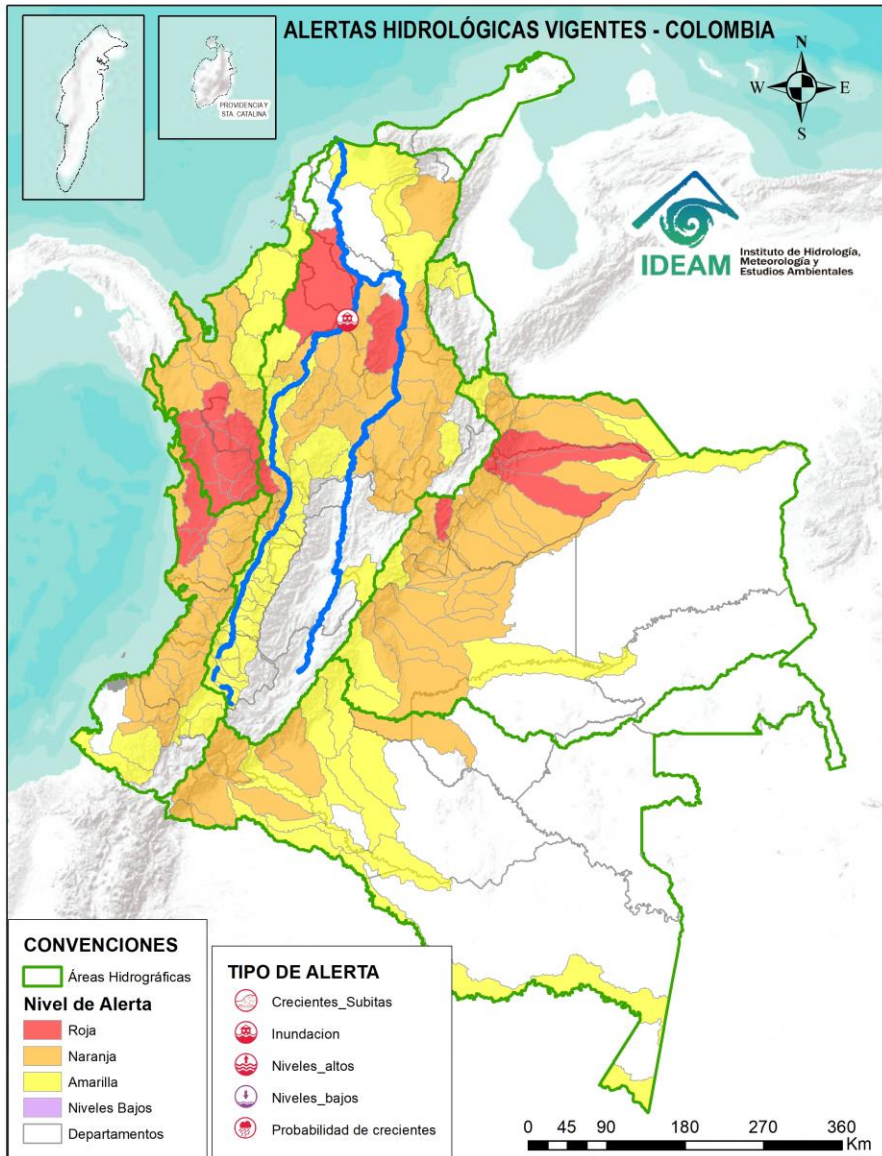 ALERTAS HIDROLÓGICAS VIGENTES - COLOMBIA
PROVIDENCIA Y
STA. CATALINA
N
W
E
S
IDEAM
Instituto de Hidrología,
Meteorología y
Estudios Ambientales
CONVENCIONES
Áreas Hidrográficas
Nivel de Alerta
Roja
Naranja
Amarilla
Niveles Bajos
Departamentos
TIPO DE ALERTA
Crecientes_Subitas
Inundacion
Niveles_altos
Niveles_bajos
Probabilidad de crecientes
0 45 90 180 270 360
Km